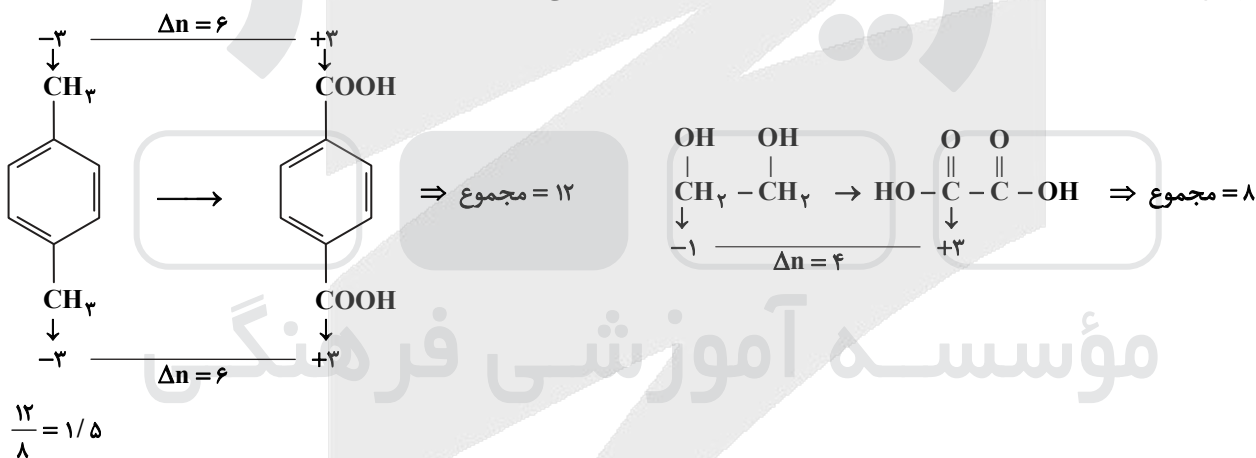 −۳ Δn = ۶ +۳
CH۳ COOH
OH OH O O
⟶ ⇒ مجموع = ۱۲ CH۲ – CH۲ → HO – C – C – OH ⇒ مجموع = ۸
−۱ Δn = ۴ +۳
CH۳ COOH
−۳ Δn = ۶ +۳
مؤسسه آموزشی فرهنگی
۱۲/۸ = ۱/۵